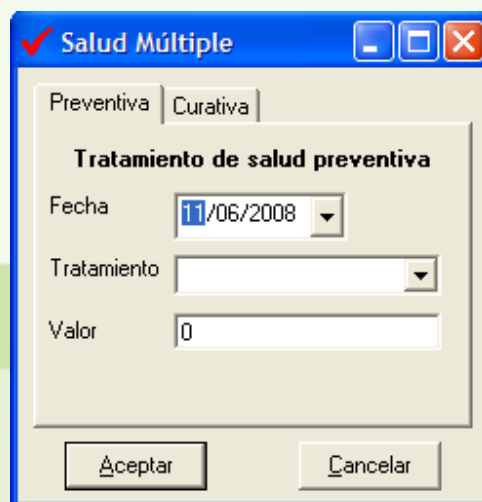 Salud Múltiple
Preventiva Curativa
Tratamiento de salud preventiva
Fecha 11/06/2008
Tratamiento
Valor 0
Aceptar Cancelar